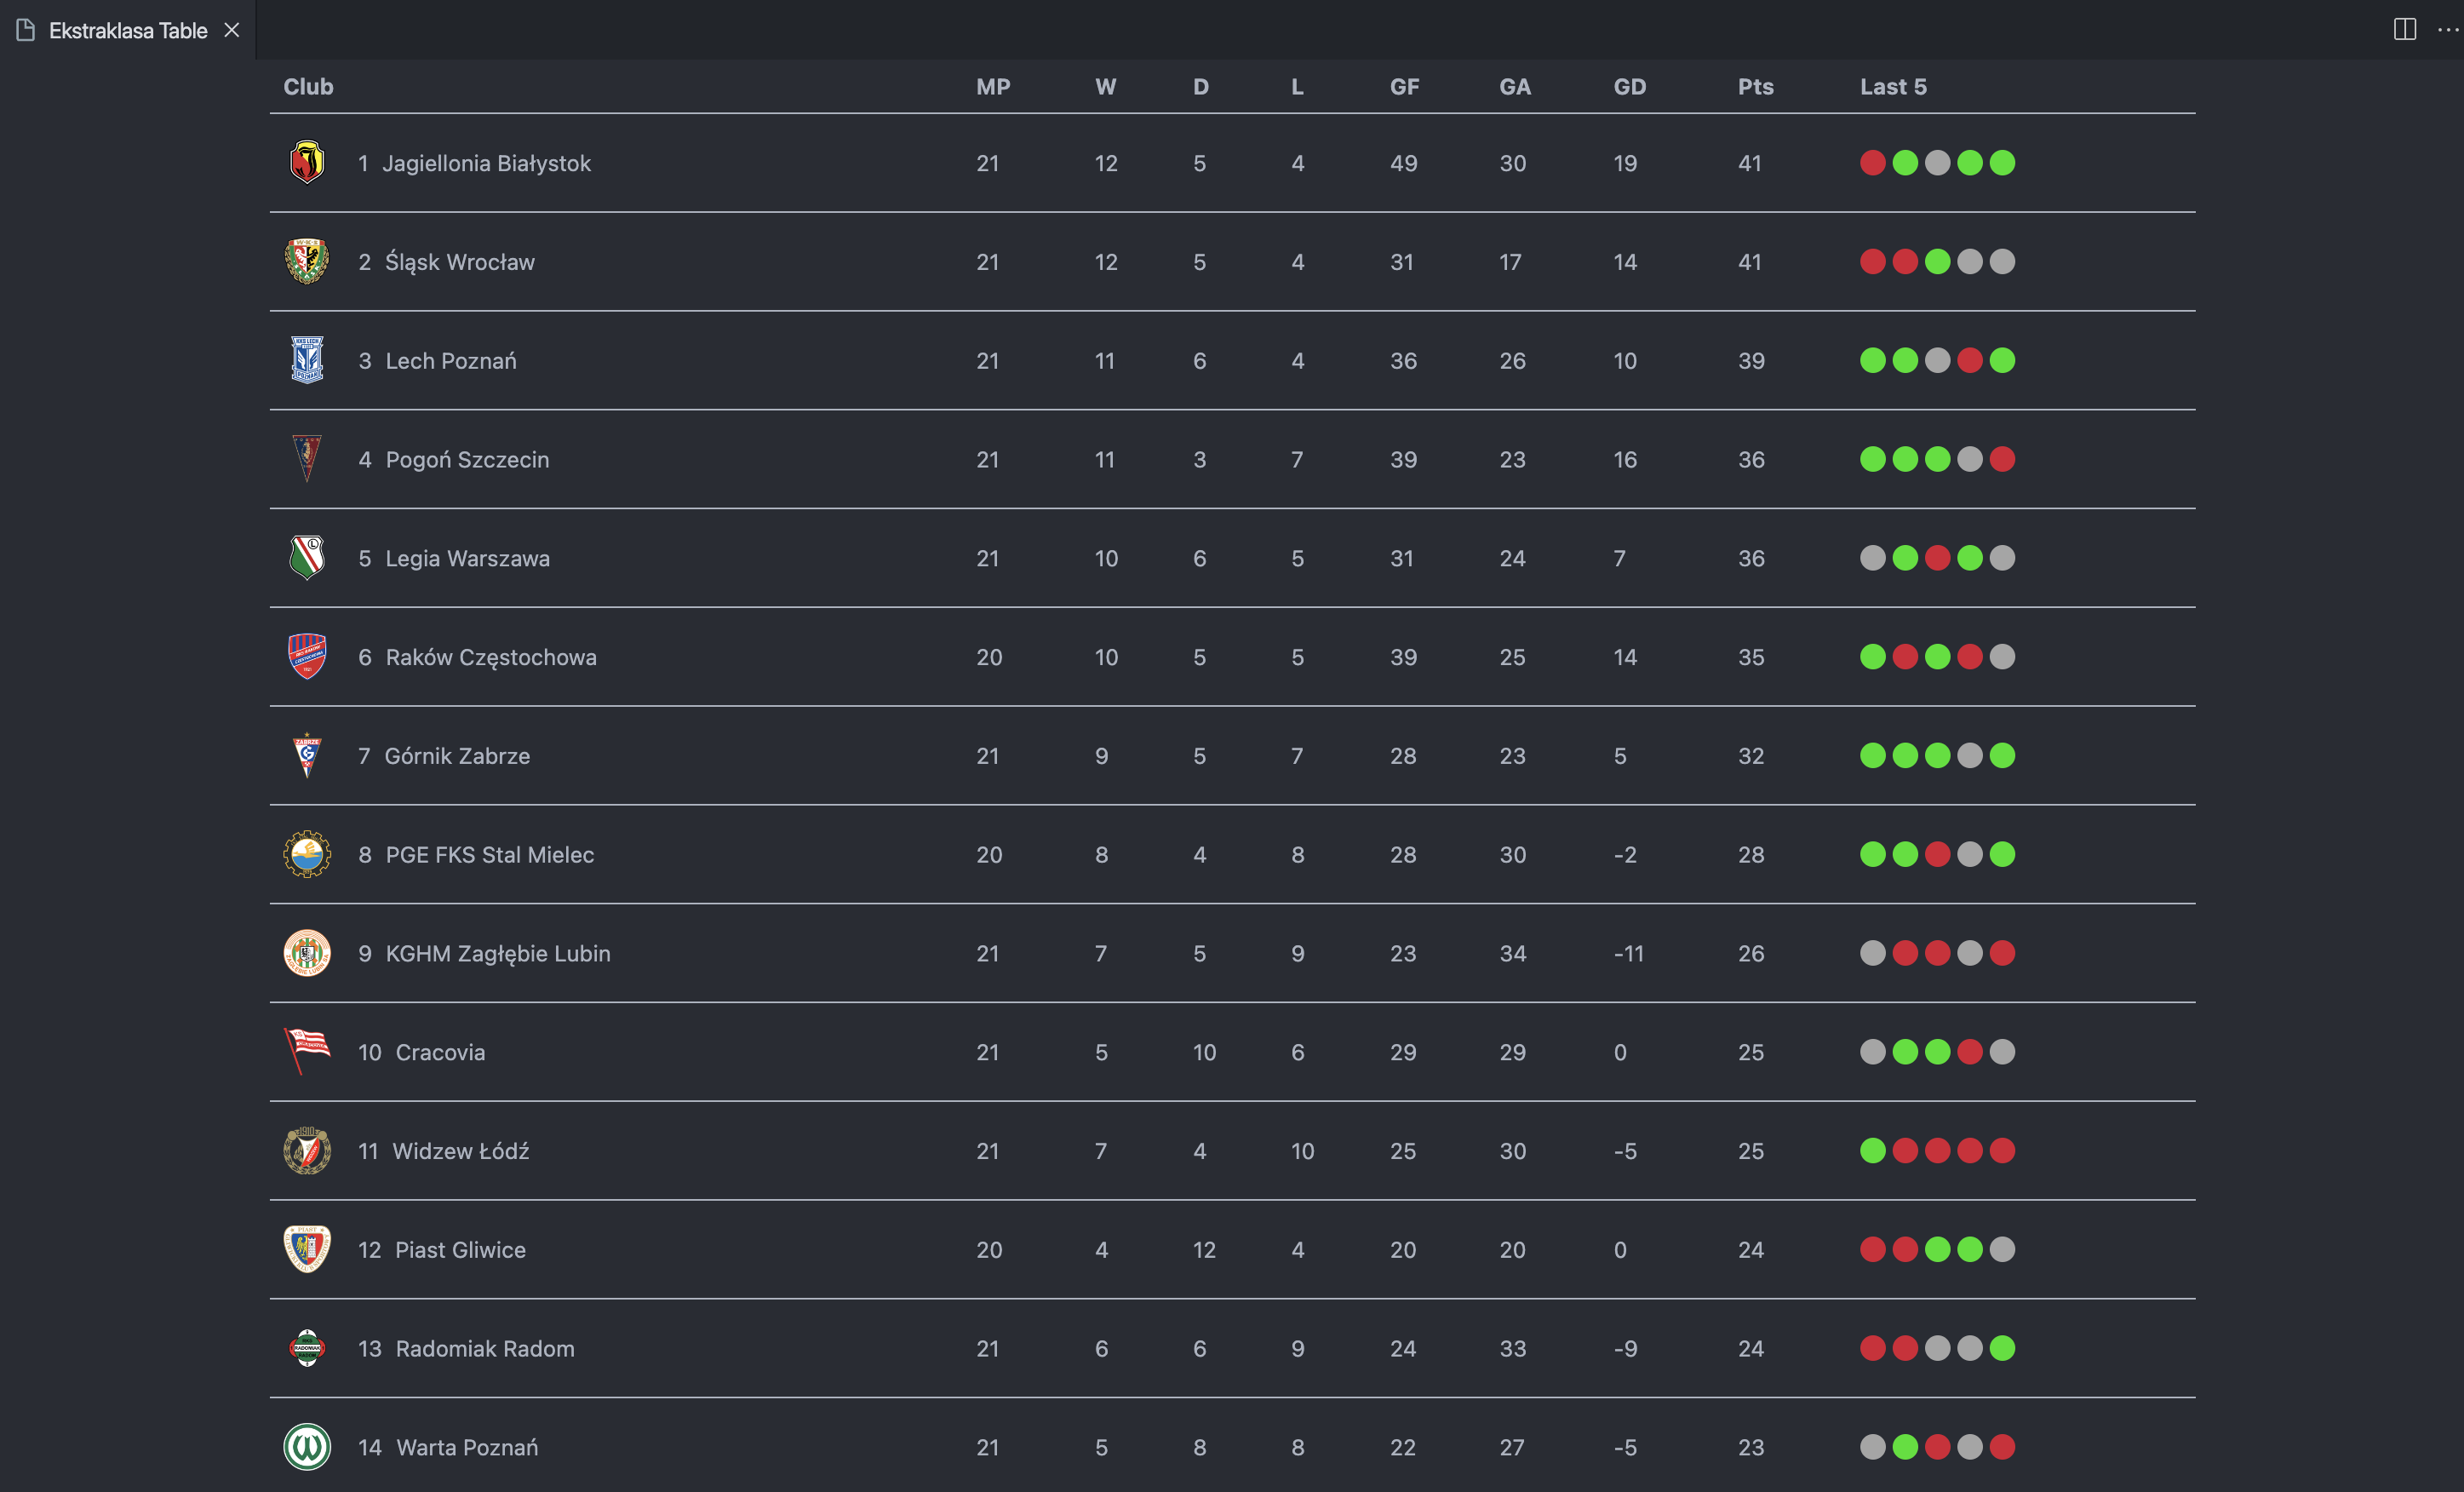 Ekstraklasa Table
Club MP W D L GF GA GD Pts Last 5
1 Jagiellonia Białystok 21 12 5 4 49 30 19 41
2 Śląsk Wrocław 21 12 5 4 31 17 14 41
3 Lech Poznań 21 11 6 4 36 26 10 39
4 Pogoń Szczecin 21 11 3 7 39 23 16 36
5 Legia Warszawa 21 10 6 5 31 24 7 36
6 Raków Częstochowa 20 10 5 5 39 25 14 35
7 Górnik Zabrze 21 9 5 7 28 23 5 32
8 PGE FKS Stal Mielec 20 8 4 8 28 30 -2 28
9 KGHM Zagłębie Lubin 21 7 5 9 23 34 -11 26
10 Cracovia 21 5 10 6 29 29 0 25
11 Widzew Łódź 21 7 4 10 25 30 -5 25
12 Piast Gliwice 20 4 12 4 20 20 0 24
13 Radomiak Radom 21 6 6 9 24 33 -9 24
14 Warta Poznań 21 5 8 8 22 27 -5 23